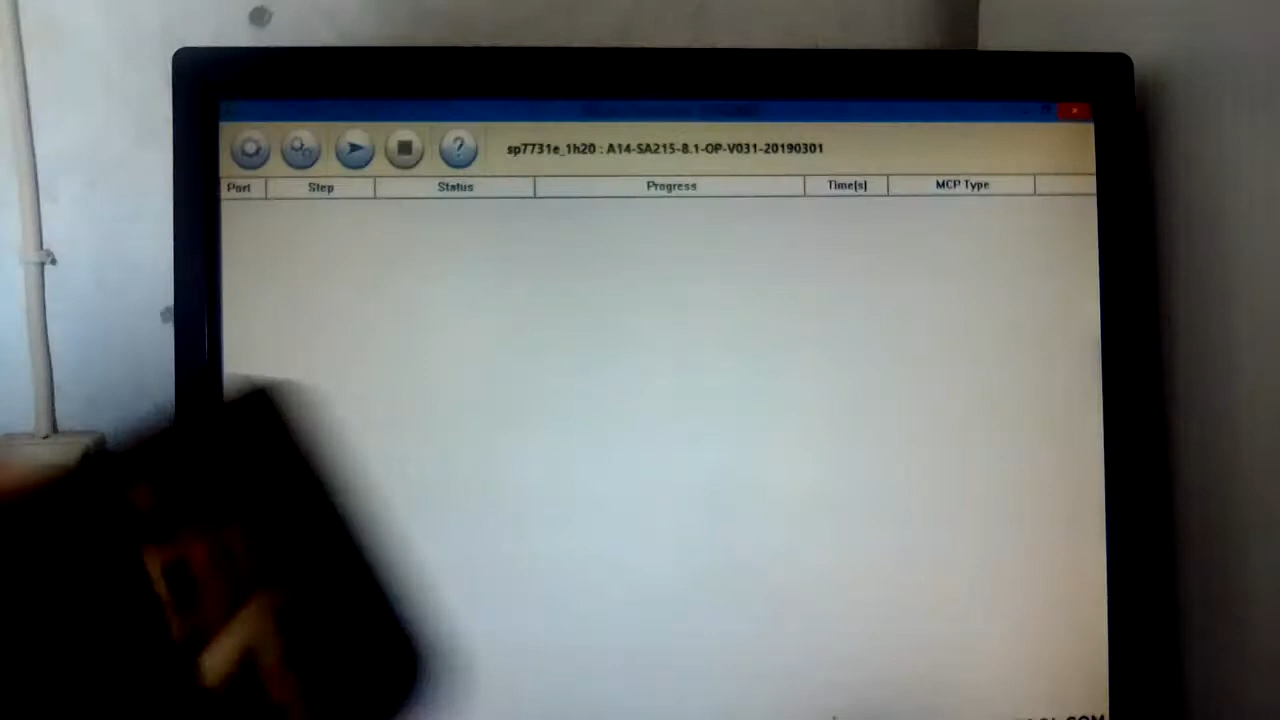 sp7731e_1h20 : A14-SA215-8.1-OP-V031-20190301
Port Step Status Progress Time(s) MCP Type